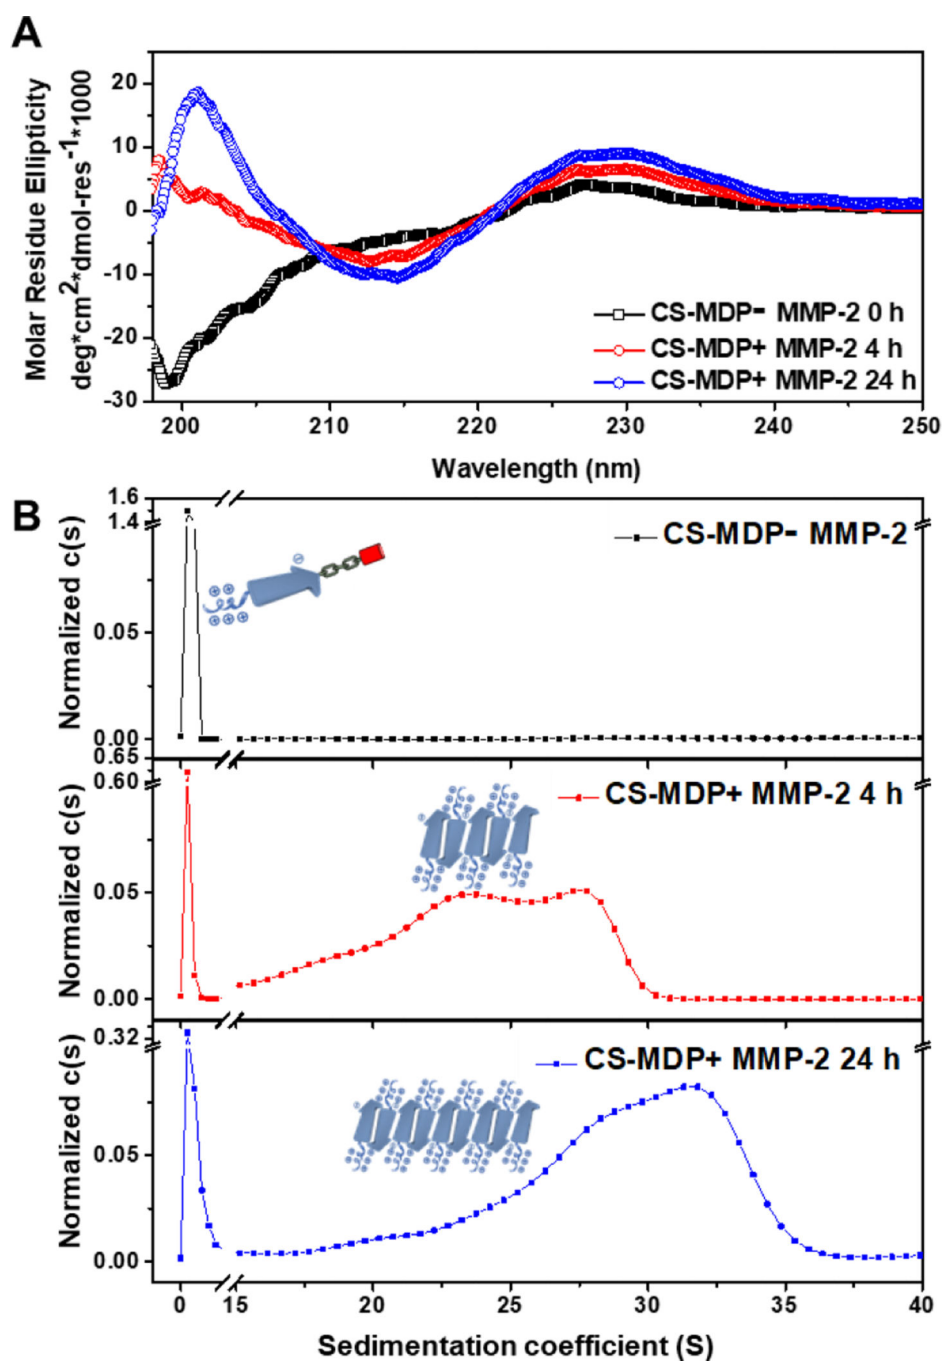 A
Molar Residue Ellipticity
deg*cm²*dmol-res⁻¹*1000
20
10
0
-10
-20
-30
CS-MDP- MMP-2 0 h
CS-MDP+ MMP-2 4 h
CS-MDP+ MMP-2 24 h
200 210 220 230 240 250
Wavelength (nm)
B
Normalized c(s)
1.6
1.4
0.05
0.00
CS-MDP- MMP-2
Normalized c(s)
0.65
0.60
0.05
0.00
CS-MDP+ MMP-2 4 h
Normalized c(s)
0.32
0.05
0.00
CS-MDP+ MMP-2 24 h
0 15 20 25 30 35 40
Sedimentation coefficient (S)